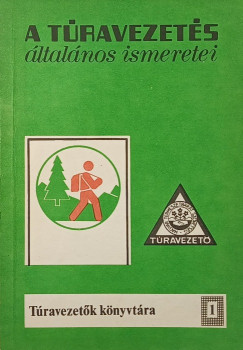 A TÚRAVEZETÉS
általános ismeretei
TÚRAVEZETŐ
Túravezetők könyvtára
1